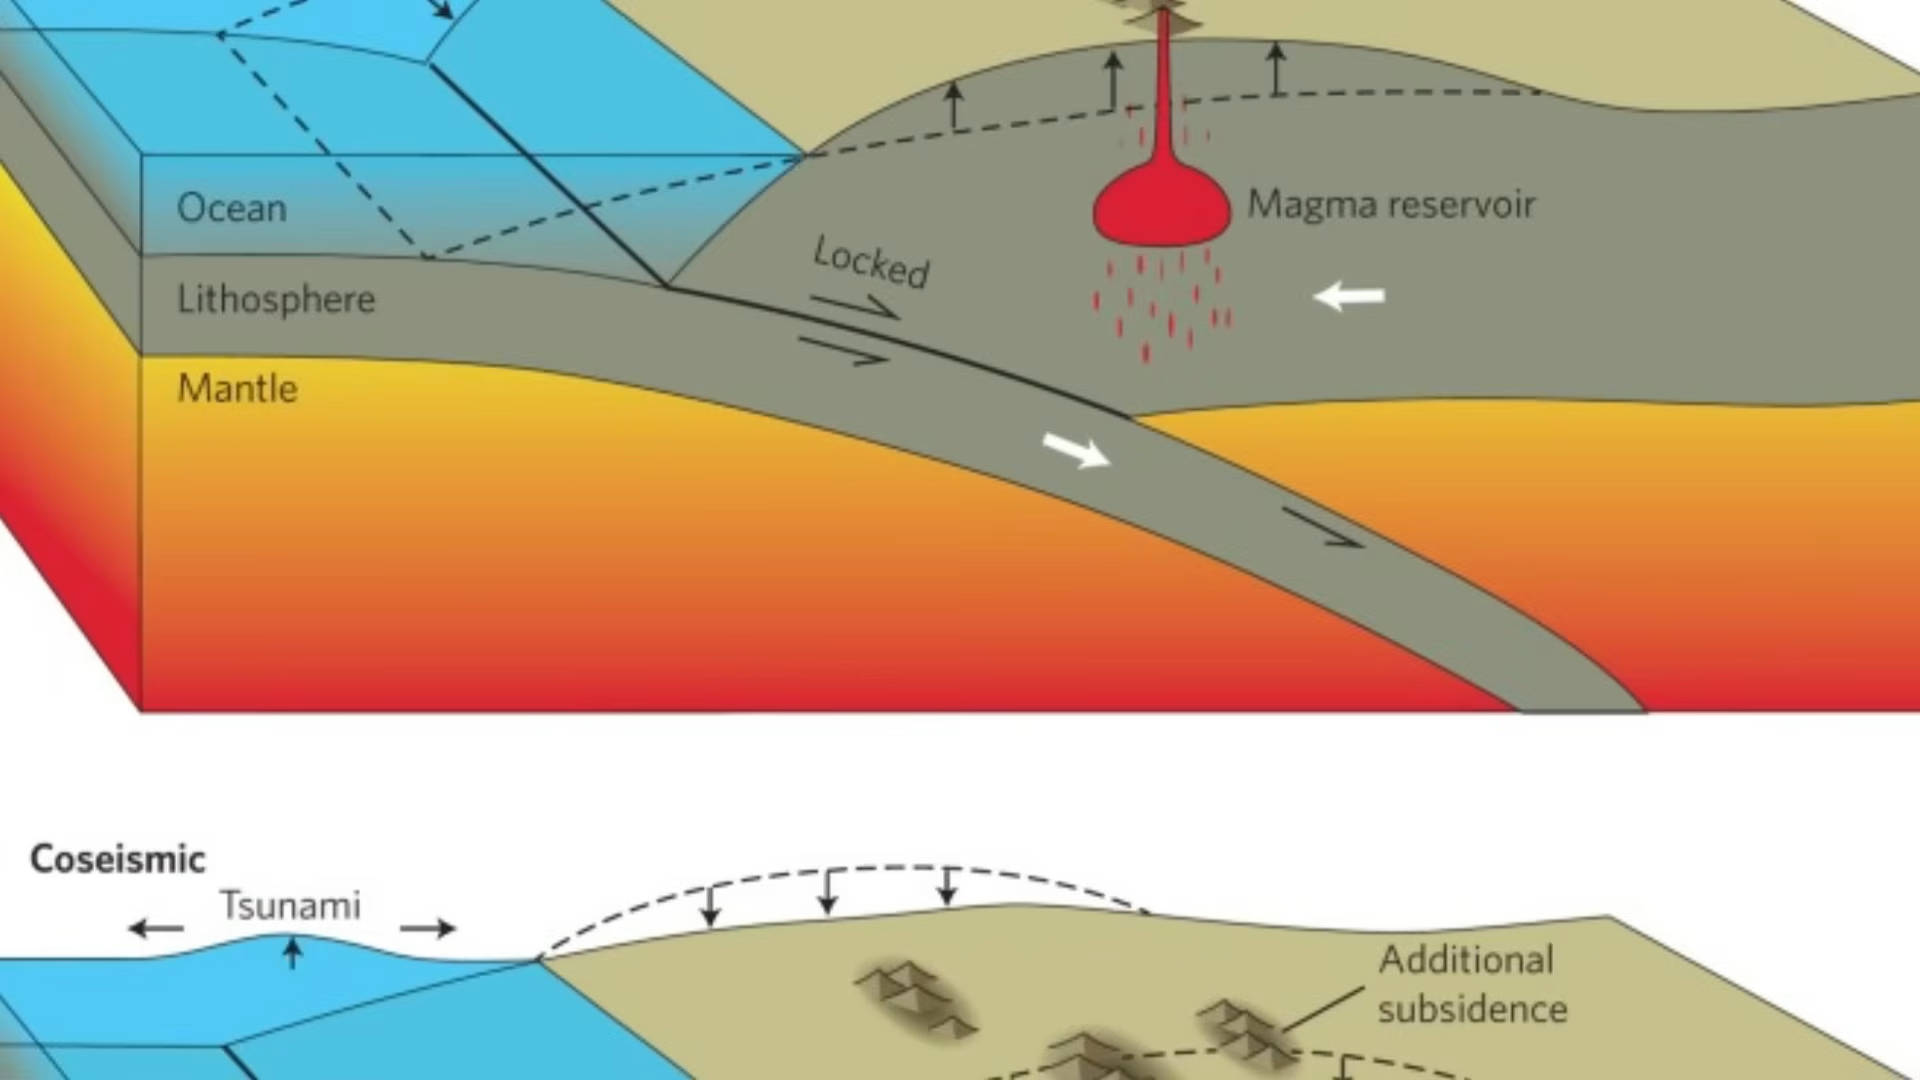 Ocean
Locked
Magma reservoir
Lithosphere
Mantle
Coseismic
Tsunami
Additional
subsidence